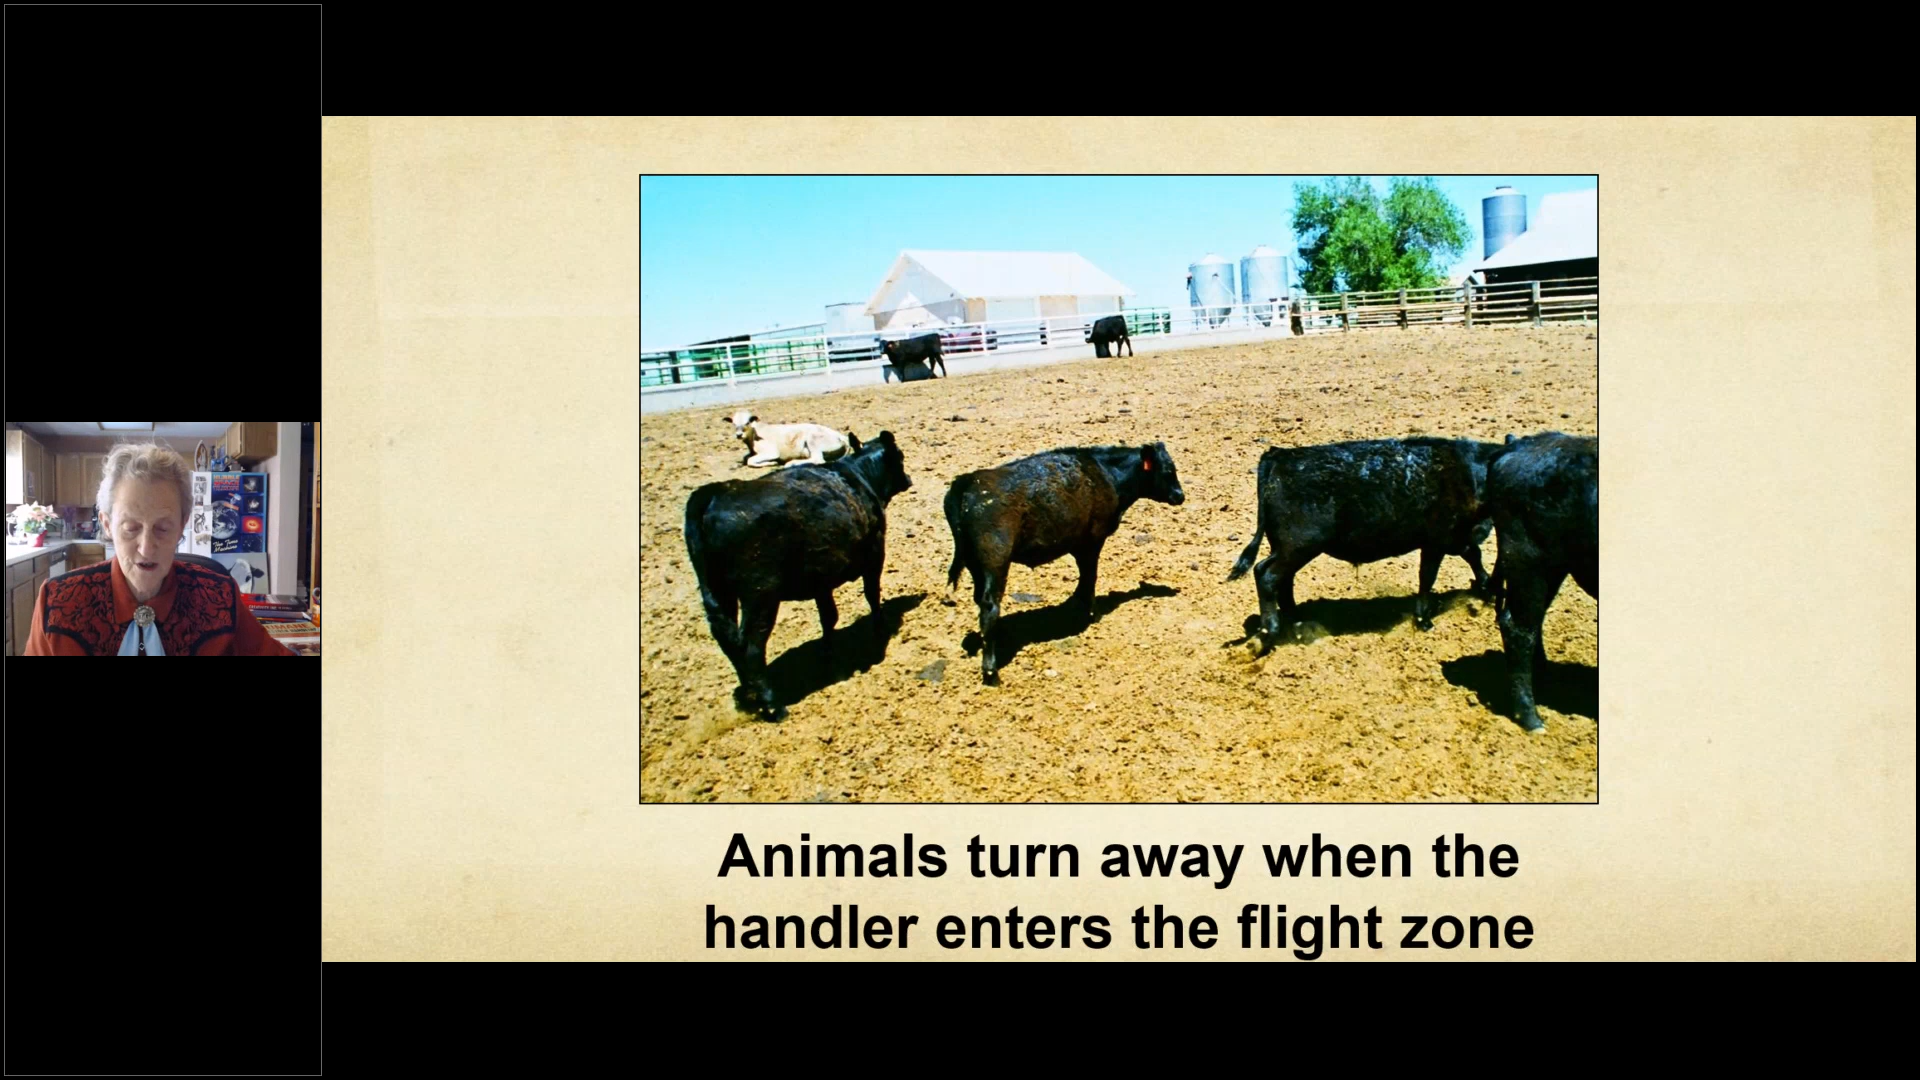 Animals turn away when the
handler enters the flight zone